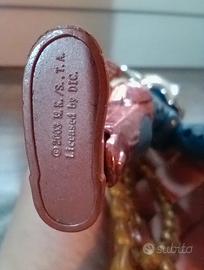 ©2003 U.K./S.,T.A.
Licensed by DIC.
subito